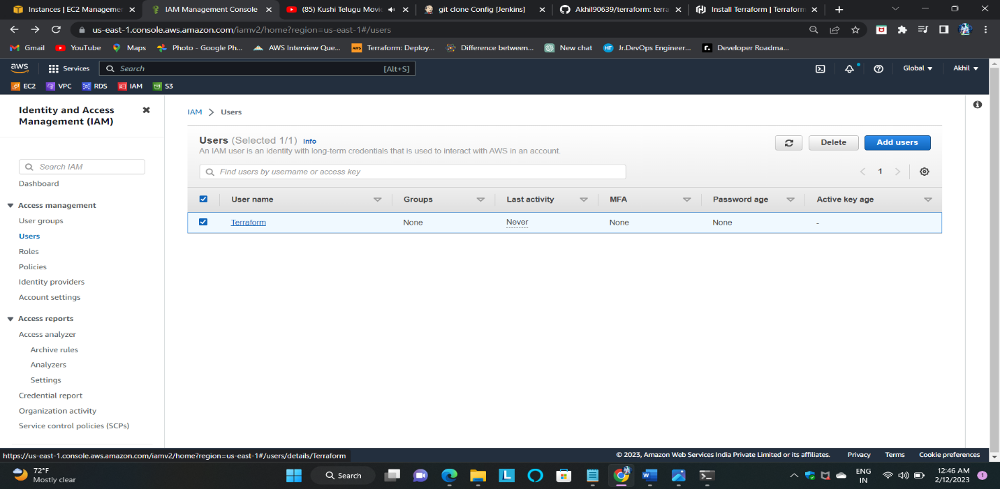 Instances | EC2 Managemer
IAM Management Console
(85) Kushi Telugu Movi
git clone Config [Jenkins]
Akhil90639/terraform: terra
Install Terraform | Terraform
us-east-1.console.aws.amazon.com/iamv2/home?region=us-east-1#/users
Gmail YouTube Maps Photo - Google Ph... AWS Interview Que... Terraform: Deploy... Difference between... New chat Jr.DevOps Engineer... Developer Roadma...
aws Services Search [Alt+S] Global Akhil
EC2 VPC RDS IAM S3
Identity and Access
Management (IAM)
Search IAM
Dashboard
Access management
User groups
Users
Roles
Policies
Identity providers
Account settings
Access reports
Access analyzer
Archive rules
Analyzers
Settings
Credential report
Organization activity
Service control policies (SCPs)
IAM > Users
Users (Selected 1/1) Info
An IAM user is an identity with long-term credentials that is used to interact with AWS in an account.
Delete Add users
Find users by username or access key
1
User name Groups Last activity MFA Password age Active key age
Terraform None Never None None -
https://us-east-1.console.aws.amazon.com/iamv2/home?region=us-east-1#/users/details/Terraform
© 2023, Amazon Web Services India Private Limited or its affiliates. Privacy Terms Cookie preferences
72°F
Mostly clear
Search
ENG
IN
12:46 AM
2/12/2023
1